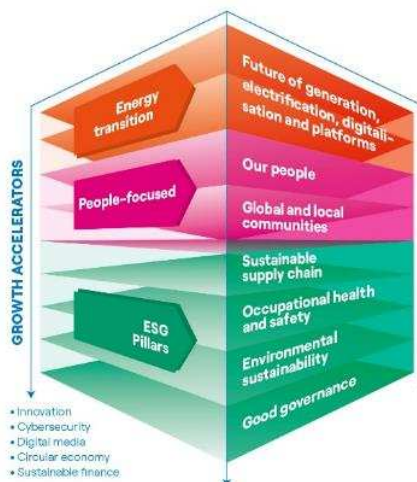 Energy
transition
Future of generation,
electrification, digitali-
sation and platforms
People-focused
Our people
Global and local
communities
ESG
Pillars
Sustainable
supply chain
Occupational health
and safety
Environmental
sustainability
Good governance
GROWTH ACCELERATORS
• Innovation
• Cybersecurity
• Digital media
• Circular economy
• Sustainable finance